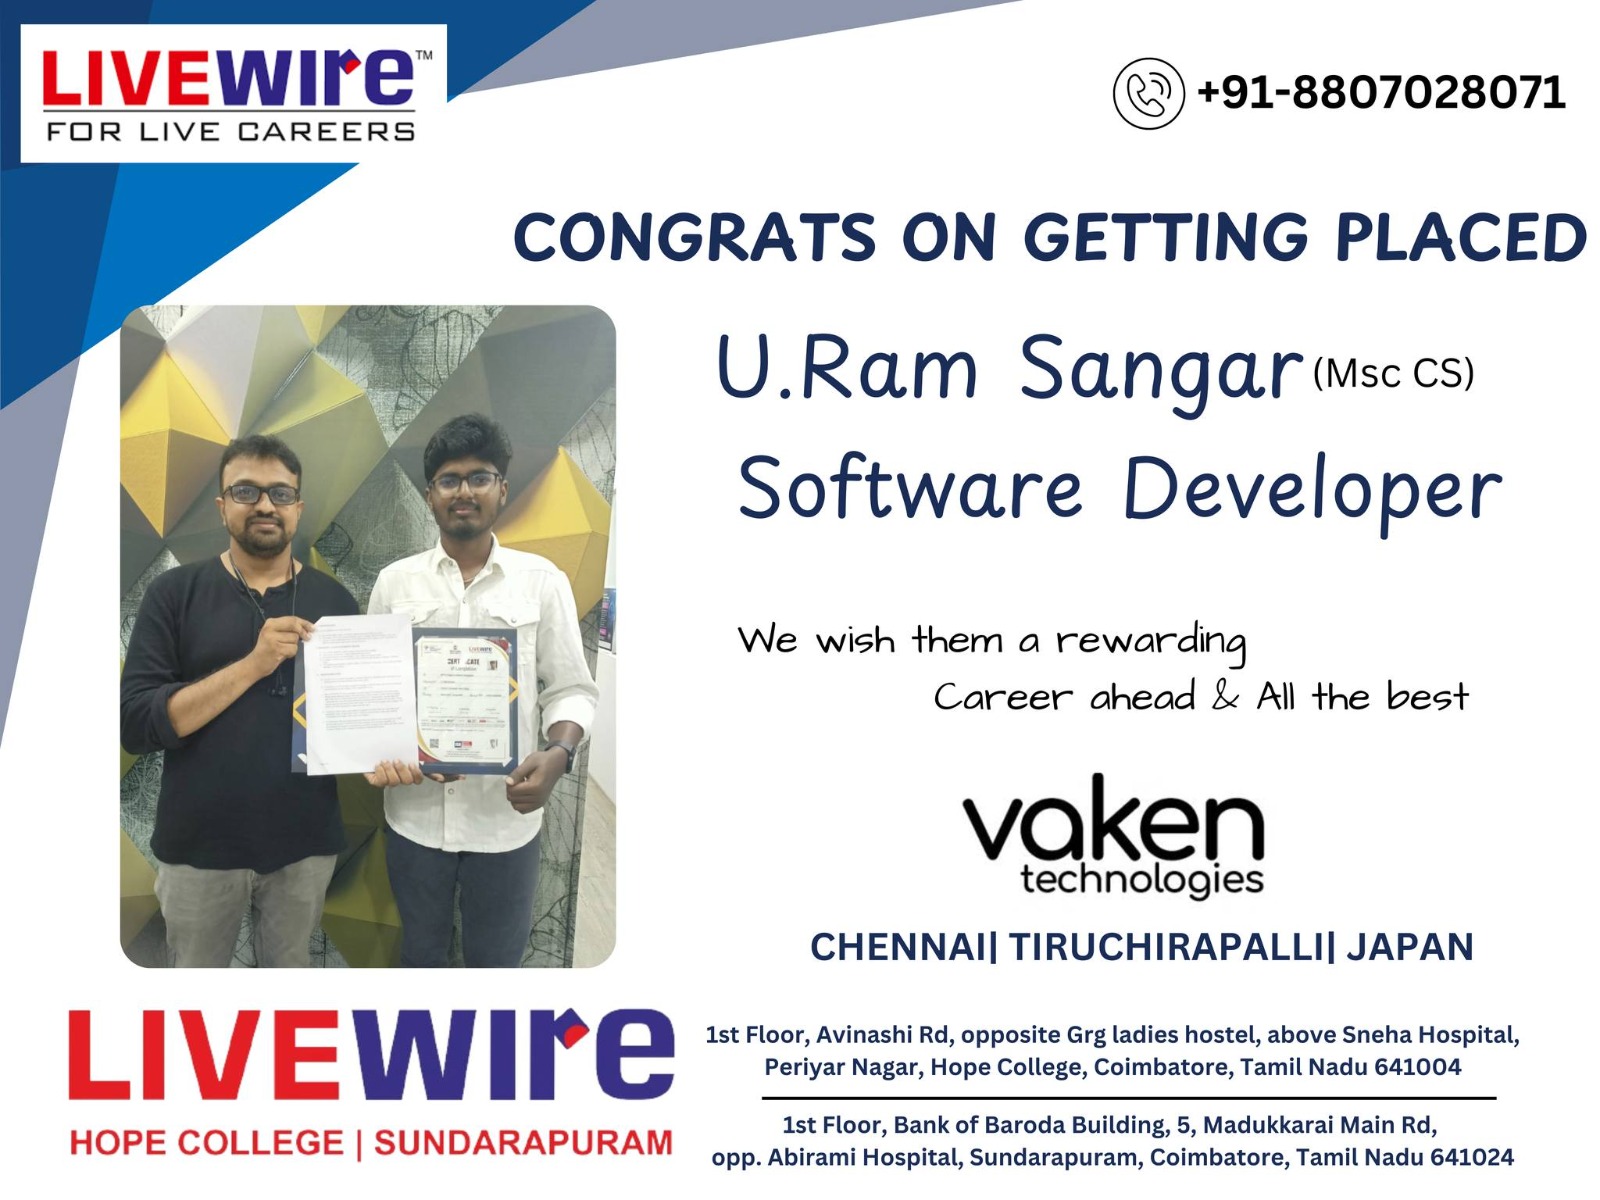 LIVEWIRE™
FOR LIVE CAREERS
+91-8807028071
CONGRATS ON GETTING PLACED
U.Ram Sangar (Msc CS)
Software Developer
We wish them a rewarding
Career ahead & All the best
LIVEWIRE
vaken
technologies
CHENNAI| TIRUCHIRAPALLI| JAPAN
LIVEWIRE
HOPE COLLEGE | SUNDARAPURAM
1st Floor, Avinashi Rd, opposite Grg ladies hostel, above Sneha Hospital,
Periyar Nagar, Hope College, Coimbatore, Tamil Nadu 641004
1st Floor, Bank of Baroda Building, 5, Madukkarai Main Rd,
opp. Abirami Hospital, Sundarapuram, Coimbatore, Tamil Nadu 641024